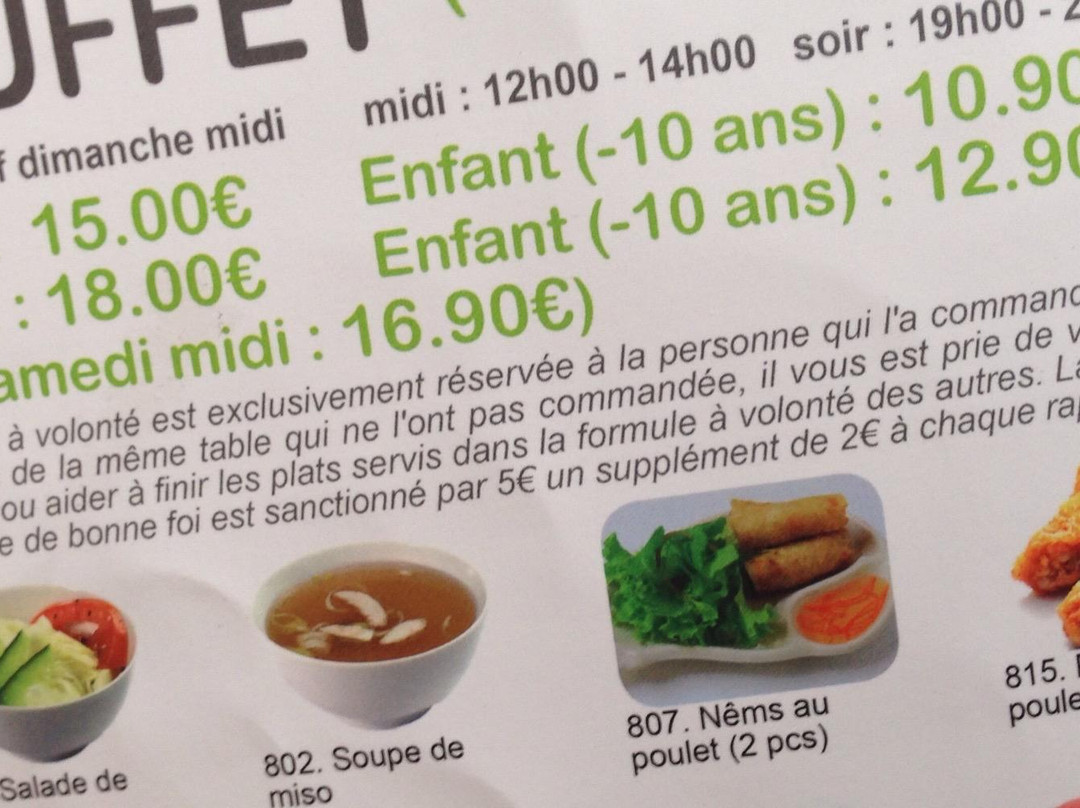 UFFET
f dimanche midi
midi : 12h00 - 14h00 soir : 19h00 -
15.00€
Enfant (-10 ans) : 10.90
: 18.00€
Enfant (-10 ans) : 12.90
amedi midi : 16.90€)
à volonté est exclusivement réservée à la personne qui l'a command
de la même table qui ne l'ont pas commandée, il vous est prie de v
ou aider à finir les plats servis dans la formule à volonté des autres. La
e de bonne foi est sanctionné par 5€ un supplément de 2€ à chaque ra
Salade de
802. Soupe de
miso
807. Nêms au
poulet (2 pcs)
815.
poule